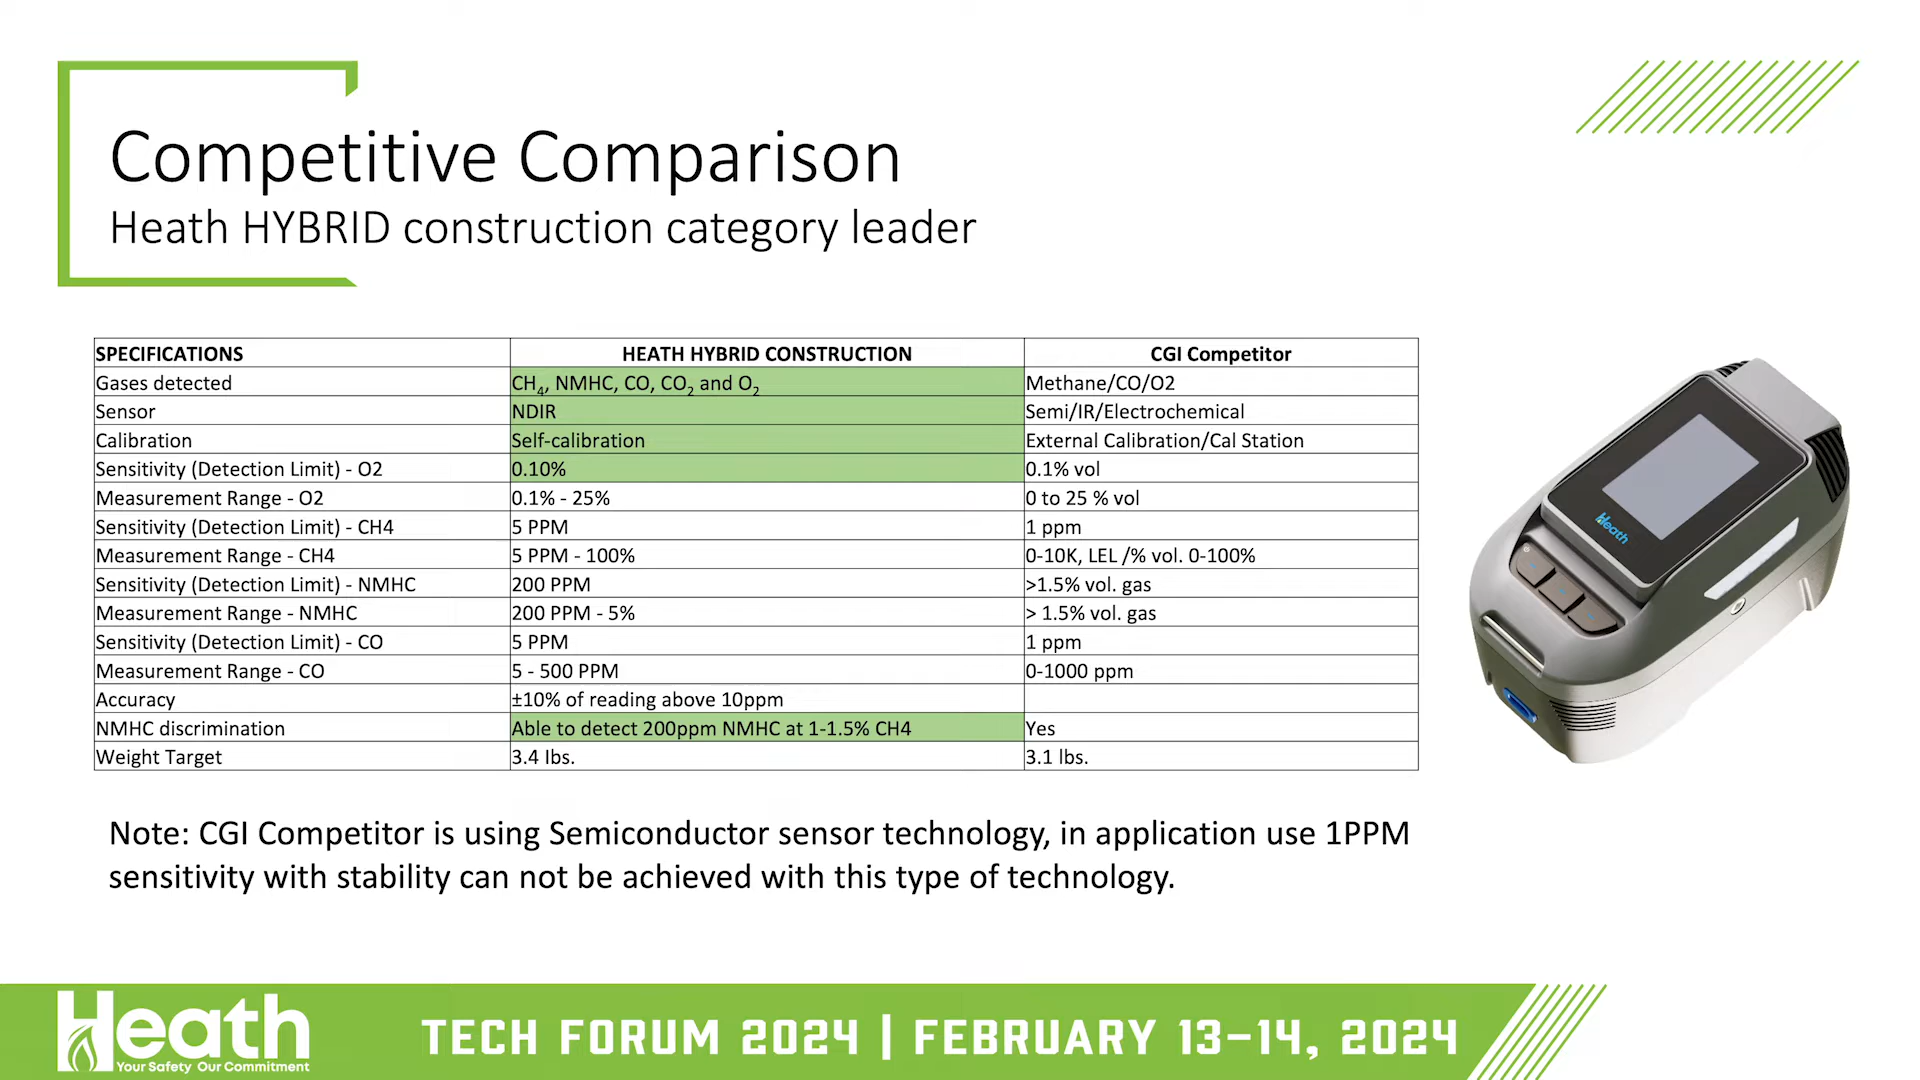 Competitive Comparison
Heath HYBRID construction category leader
SPECIFICATIONS HEATH HYBRID CONSTRUCTION CGI Competitor
Gases detected CH4, NMHC, CO, CO2 and O2 Methane/CO/O2
Sensor NDIR Semi/IR/Electrochemical
Calibration Self-calibration External Calibration/Cal Station
Sensitivity (Detection Limit) - O2 0.10% 0.1% vol
Measurement Range - O2 0.1% - 25% 0 to 25 % vol
Sensitivity (Detection Limit) - CH4 5 PPM 1 ppm
Measurement Range - CH4 5 PPM - 100% 0-10K, LEL /% vol. 0-100%
Sensitivity (Detection Limit) - NMHC 200 PPM >1.5% vol. gas
Measurement Range - NMHC 200 PPM - 5% > 1.5% vol. gas
Sensitivity (Detection Limit) - CO 5 PPM 1 ppm
Measurement Range - CO 5 - 500 PPM 0-1000 ppm
Accuracy ±10% of reading above 10ppm
NMHC discrimination Able to detect 200ppm NMHC at 1-1.5% CH4 Yes
Weight Target 3.4 lbs. 3.1 lbs.
Heath
Note: CGI Competitor is using Semiconductor sensor technology, in application use 1PPM
sensitivity with stability can not be achieved with this type of technology.
Heath
Your Safety Our Commitment
TECH FORUM 2024 | FEBRUARY 13–14, 2024